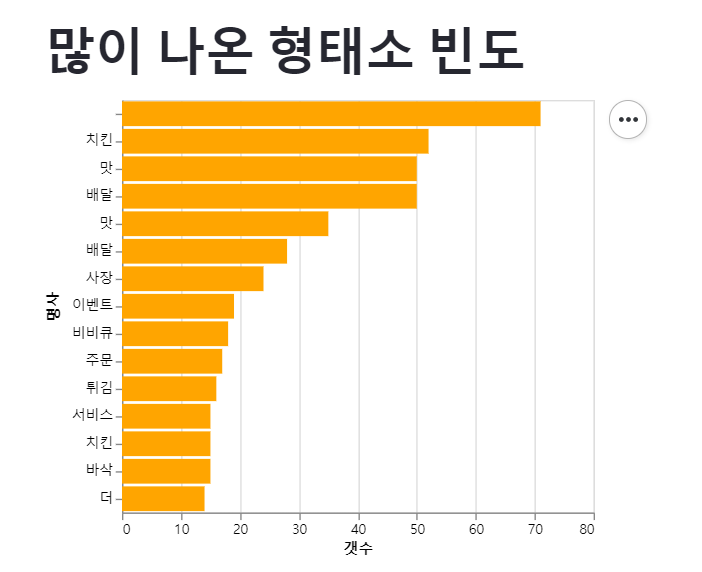 많이 나온 형태소 빈도
치킨
맛
배달
맛
배달
사장
이벤트
비비큐
주문
튀김
서비스
치킨
바삭
더
명사
0 10 20 30 40 50 60 70 80
갯수